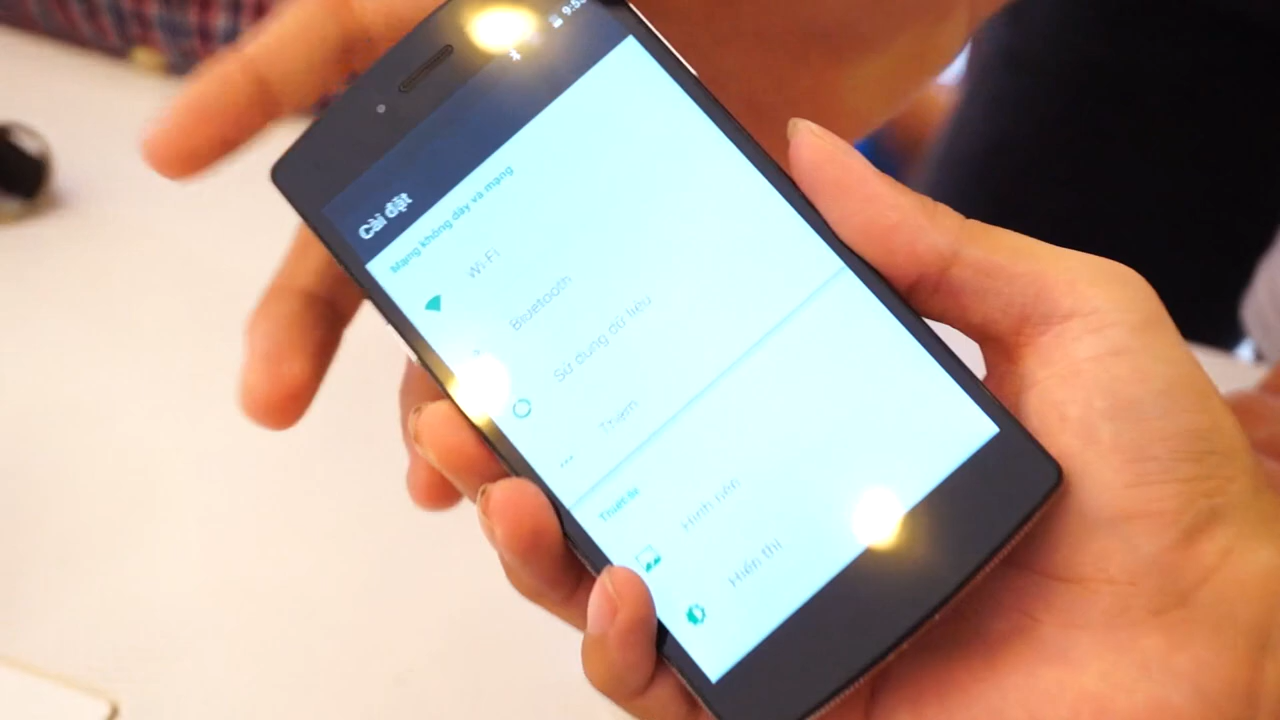 Cài đặt
Mạng không dây và mạng
Wi-Fi
Bluetooth
Sử dụng dữ liệu
Thêm
Thiết bị
Hình nền
Hiển thị